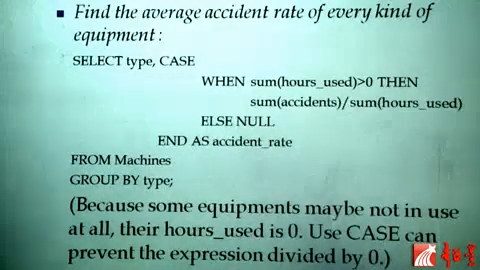 ▪ Find the average accident rate of every kind of
equipment :
SELECT type, CASE
WHEN sum(hours_used)>0 THEN
sum(accidents)/sum(hours_used)
ELSE NULL
END AS accident_rate
FROM Machines
GROUP BY type;
(Because some equipments maybe not in use
at all, their hours_used is 0. Use CASE can
prevent the expression divided by 0.)